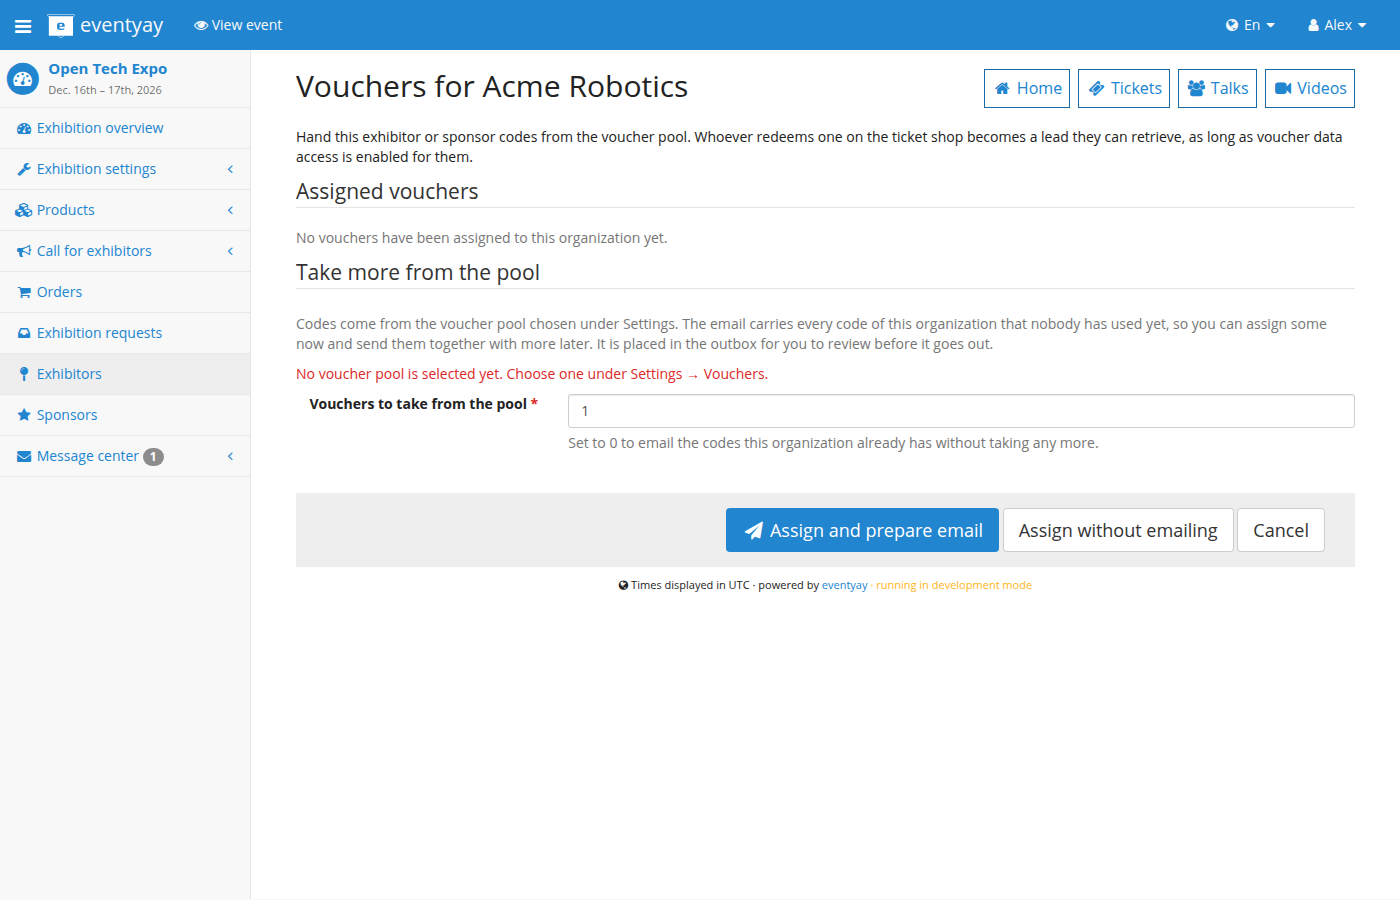 eventyay
View event
En
Alex
Open Tech Expo
Dec. 16th – 17th, 2026
Exhibition overview
Exhibition settings
Products
Call for exhibitors
Orders
Exhibition requests
Exhibitors
Sponsors
Message center 1
Vouchers for Acme Robotics
Home
Tickets
Talks
Videos
Hand this exhibitor or sponsor codes from the voucher pool. Whoever redeems one on the ticket shop becomes a lead they can retrieve, as long as voucher data
access is enabled for them.
Assigned vouchers
No vouchers have been assigned to this organization yet.
Take more from the pool
Codes come from the voucher pool chosen under Settings. The email carries every code of this organization that nobody has used yet, so you can assign some
now and send them together with more later. It is placed in the outbox for you to review before it goes out.
No voucher pool is selected yet. Choose one under Settings → Vouchers.
Vouchers to take from the pool *
1
Set to 0 to email the codes this organization already has without taking any more.
Assign and prepare email
Assign without emailing
Cancel
Times displayed in UTC · powered by eventyay · running in development mode